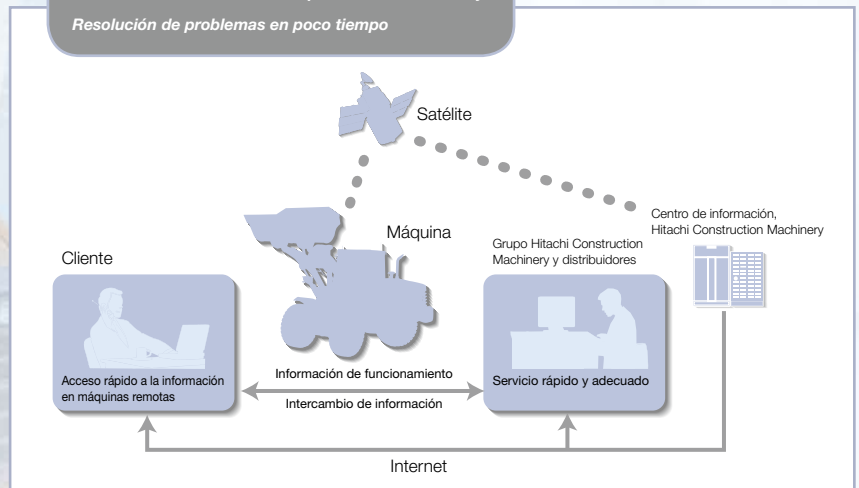 Resolución de problemas en poco tiempo
Satélite
Centro de información,
Hitachi Construction Machinery
Máquina
Grupo Hitachi Construction
Machinery y distribuidores
Cliente
Acceso rápido a la información
en máquinas remotas
Información de funcionamiento
Intercambio de información
Servicio rápido y adecuado
Internet